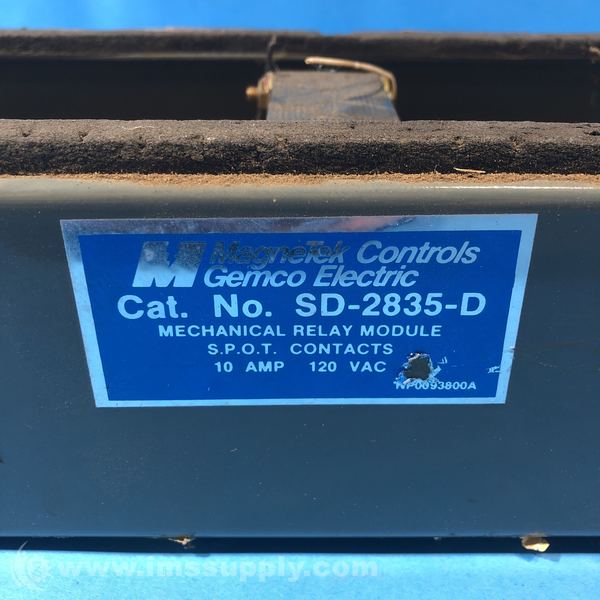 MagneTek Controls
Gemco Electric
Cat. No. SD-2835-D
MECHANICAL RELAY MODULE
S.P.O.T. CONTACTS
10 AMP 120 VAC
NP0093800A
www.imssupply.com